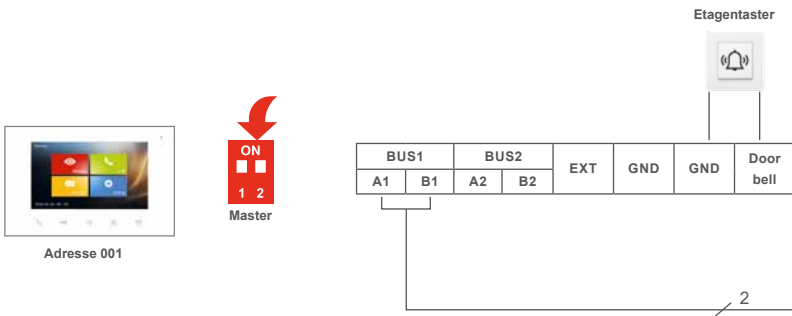 Etagentaster
ON
1 2
Master
Adresse 001
BUS1 BUS2 EXT GND GND Door bell
A1 B1 A2 B2
2